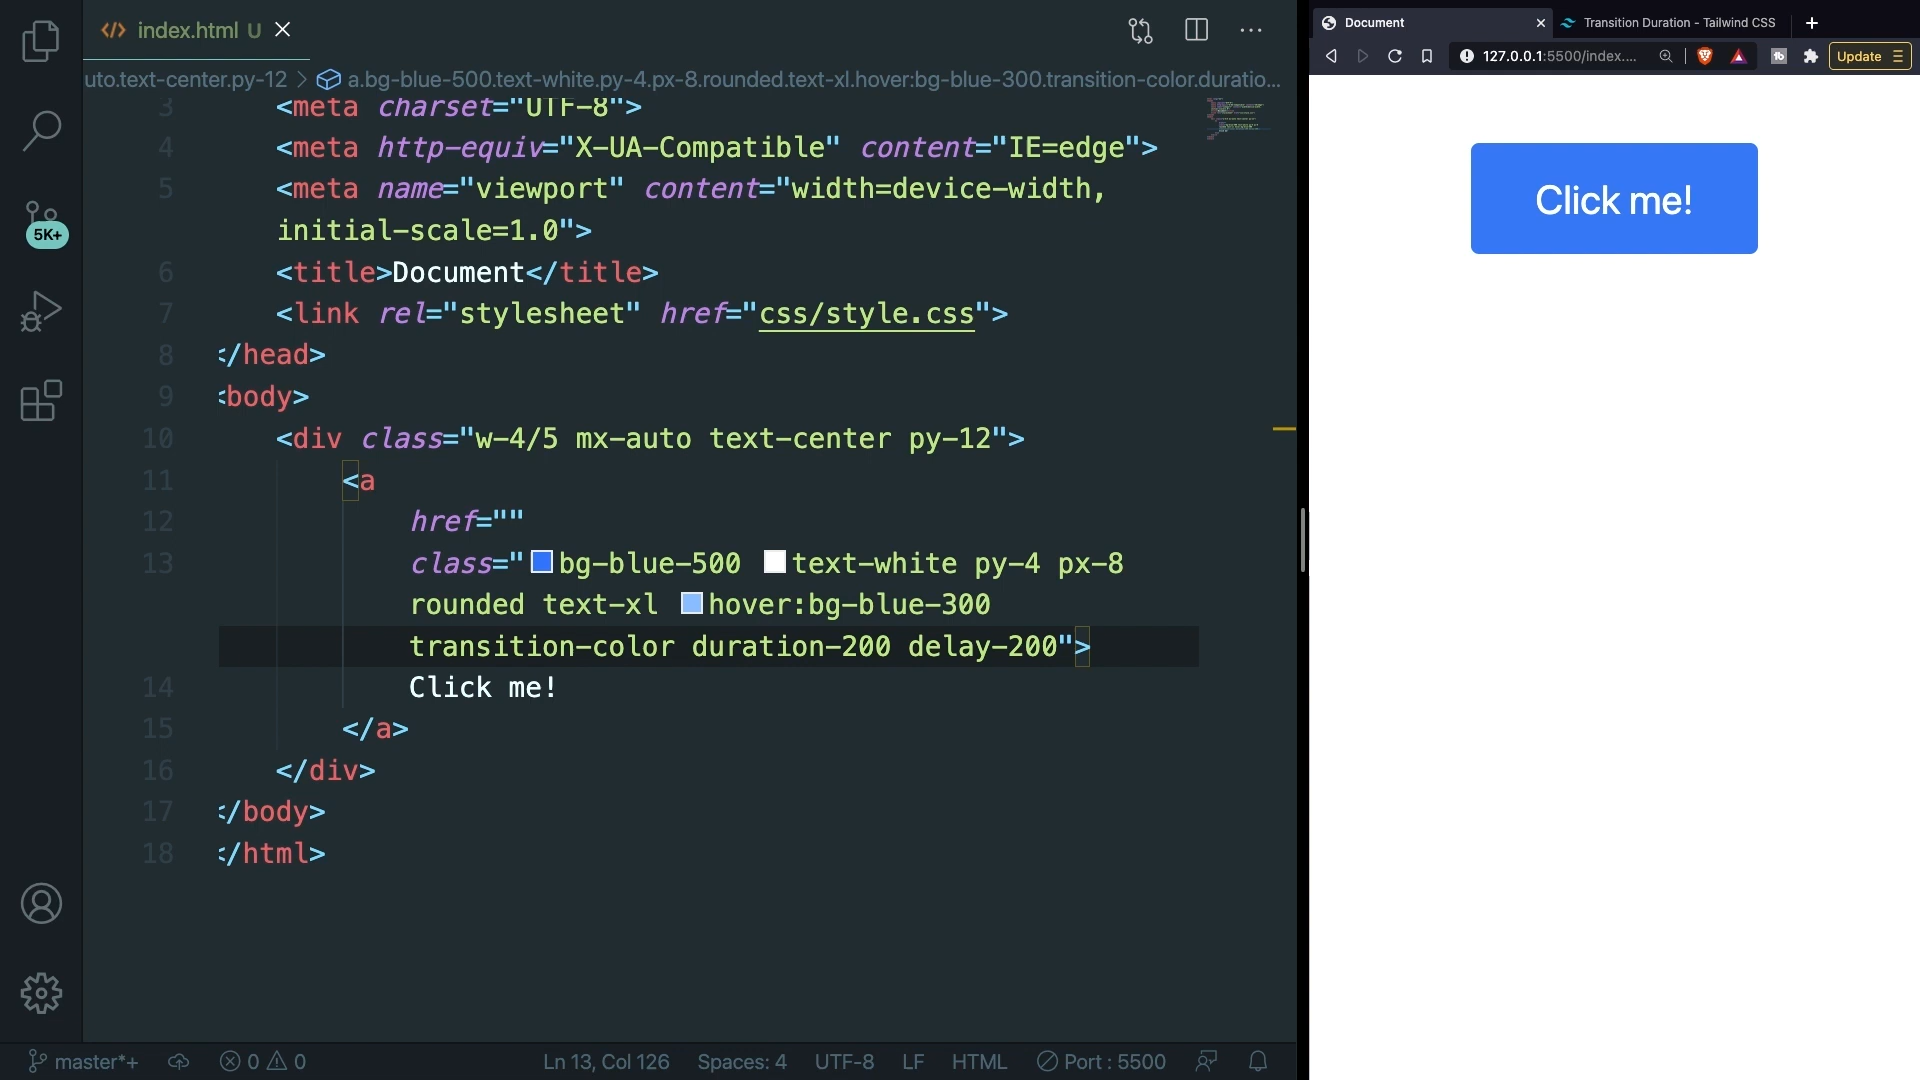 index.html U
uto.text-center.py-12 > a.bg-blue-500.text-white.py-4.px-8.rounded.text-xl.hover:bg-blue-300.transition-color.duratio...
3 <meta charset="UTF-8">
4 <meta http-equiv="X-UA-Compatible" content="IE=edge">
5 <meta name="viewport" content="width=device-width,
initial-scale=1.0">
6 <title>Document</title>
7 <link rel="stylesheet" href="css/style.css">
8 </head>
9 <body>
10 <div class="w-4/5 mx-auto text-center py-12">
11 <a
12 href=""
13 class="bg-blue-500 text-white py-4 px-8
rounded text-xl hover:bg-blue-300
transition-color duration-200 delay-200">
14 Click me!
15 </a>
16 </div>
17 </body>
18 </html>
5K+
master*+ 0 0 Ln 13, Col 126 Spaces: 4 UTF-8 LF HTML Port : 5500
Document Transition Duration - Tailwind CSS
127.0.0.1:5500/index.... Update
Click me!